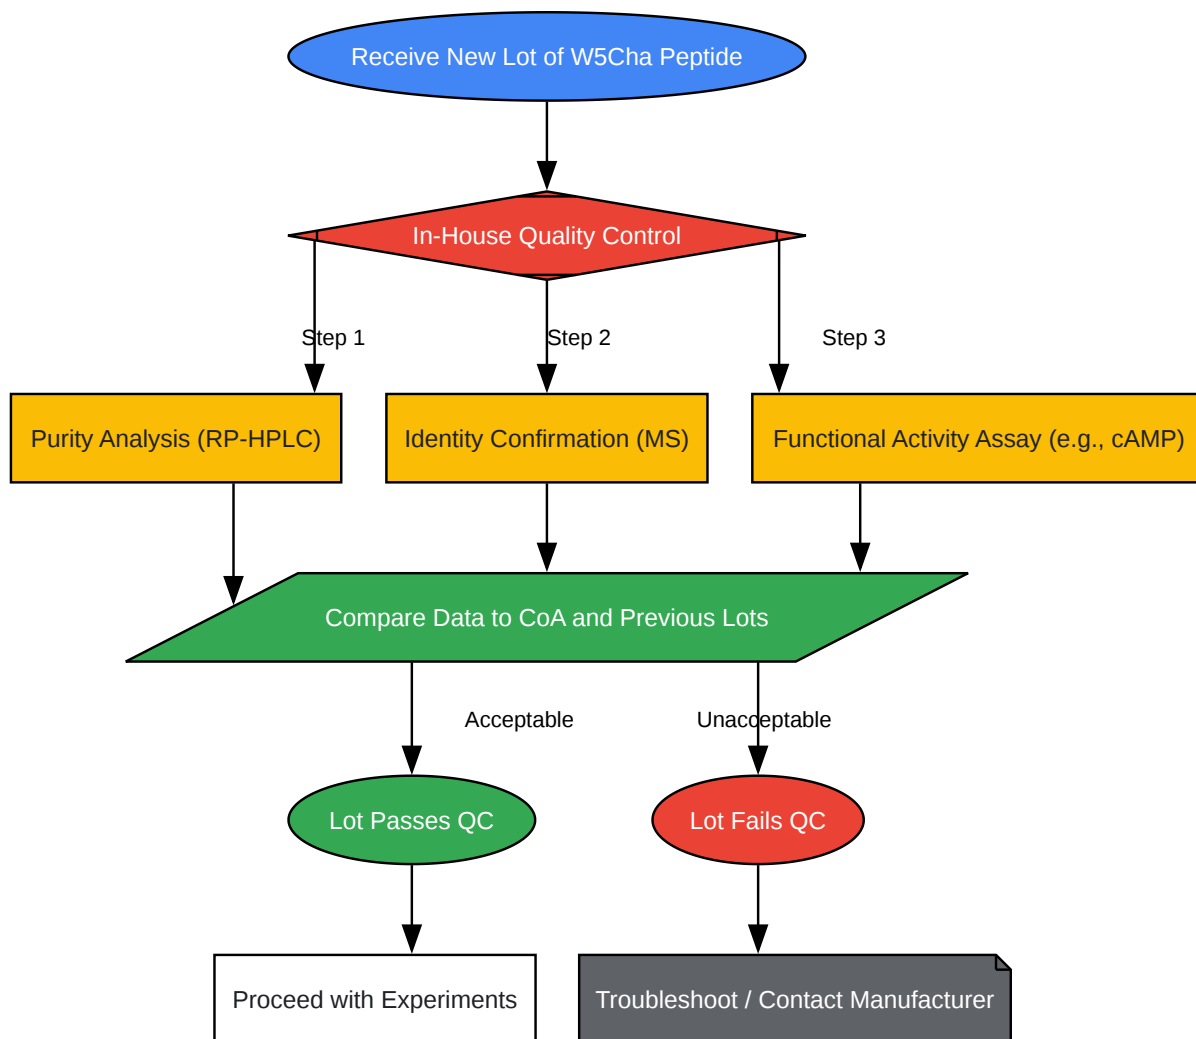 Receive New Lot of W5Cha Peptide
In-House Quality Control
Step 1
Step 2
Step 3
Purity Analysis (RP-HPLC)
Identity Confirmation (MS)
Functional Activity Assay (e.g., cAMP)
Compare Data to CoA and Previous Lots
Acceptable
Unacceptable
Lot Passes QC
Lot Fails QC
Proceed with Experiments
Troubleshoot / Contact Manufacturer